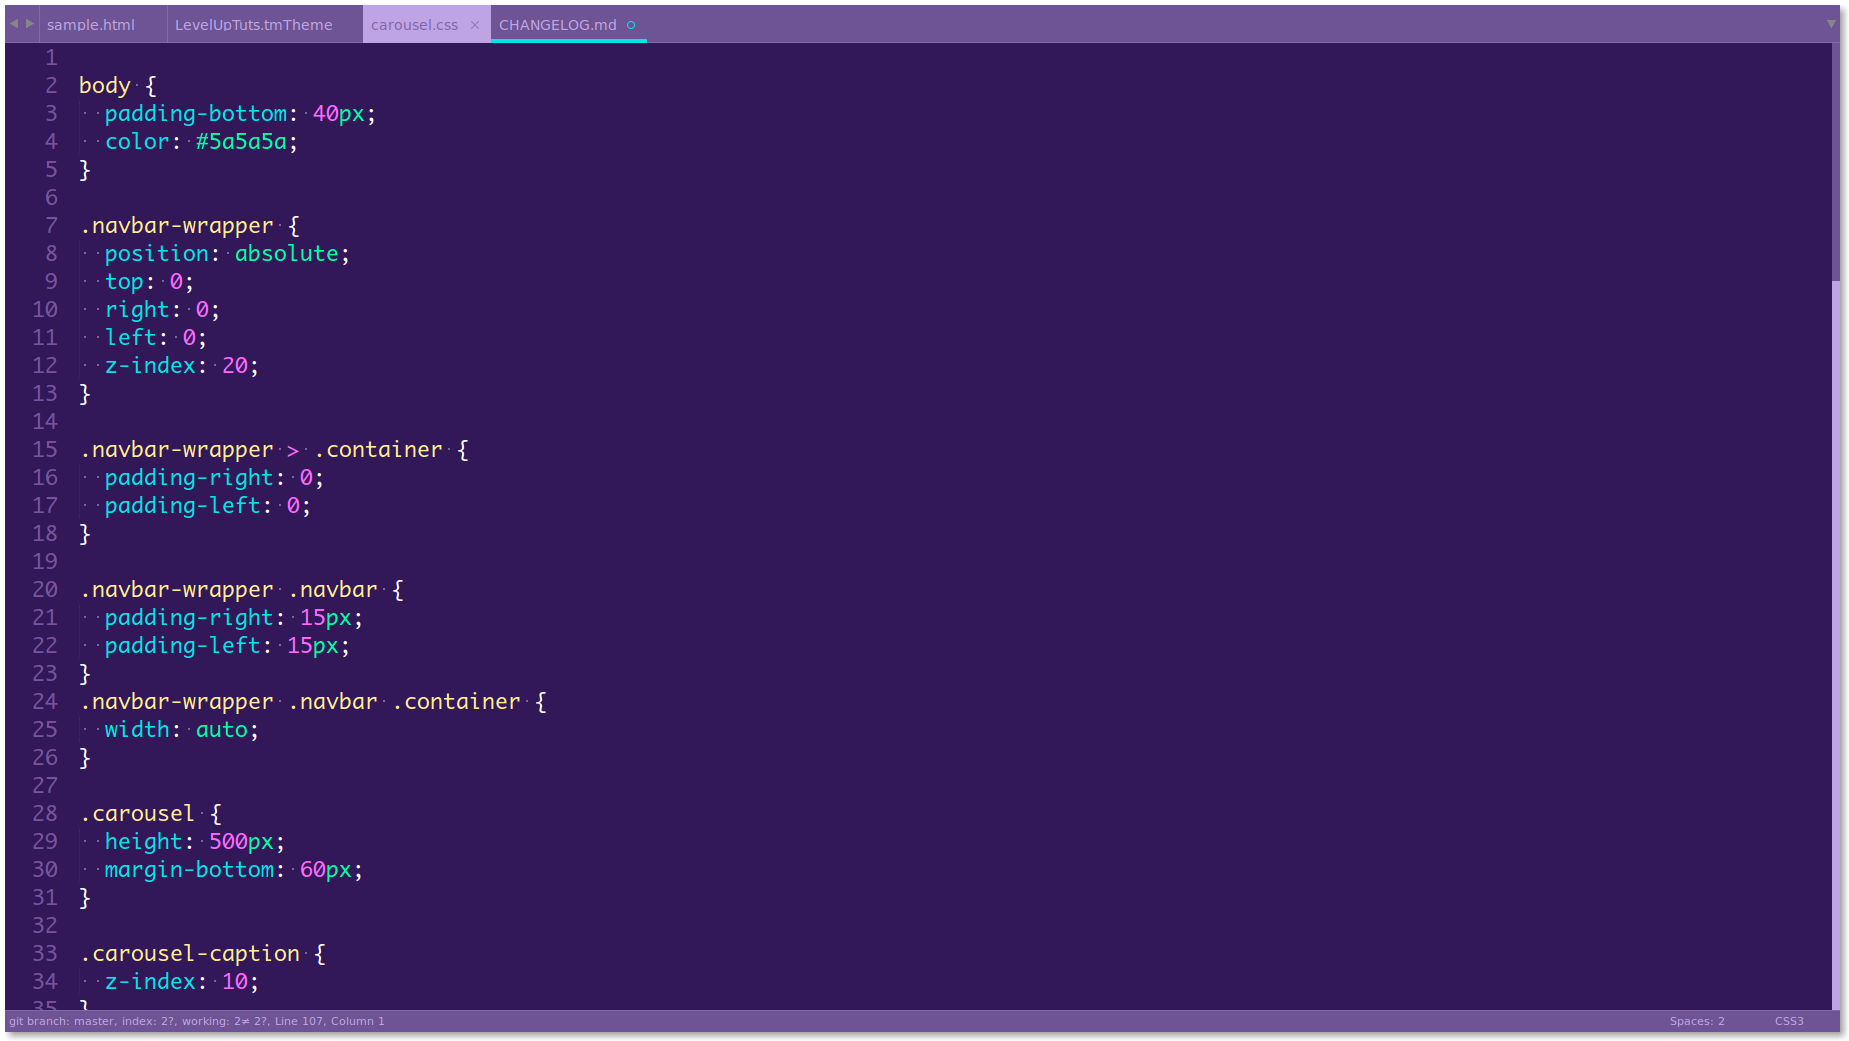 sample.html LevelUpTuts.tmTheme carousel.css × CHANGELOG.md
1
2 body {
3 padding-bottom: 40px;
4 color: #5a5a5a;
5 }
6
7 .navbar-wrapper {
8 position: absolute;
9 top: 0;
10 right: 0;
11 left: 0;
12 z-index: 20;
13 }
14
15 .navbar-wrapper > .container {
16 padding-right: 0;
17 padding-left: 0;
18 }
19
20 .navbar-wrapper .navbar {
21 padding-right: 15px;
22 padding-left: 15px;
23 }
24 .navbar-wrapper .navbar .container {
25 width: auto;
26 }
27
28 .carousel {
29 height: 500px;
30 margin-bottom: 60px;
31 }
32
33 .carousel-caption {
34 z-index: 10;
35 }
git branch: master, index: 2?, working: 2≠ 2?, Line 107, Column 1 Spaces: 2 CSS3